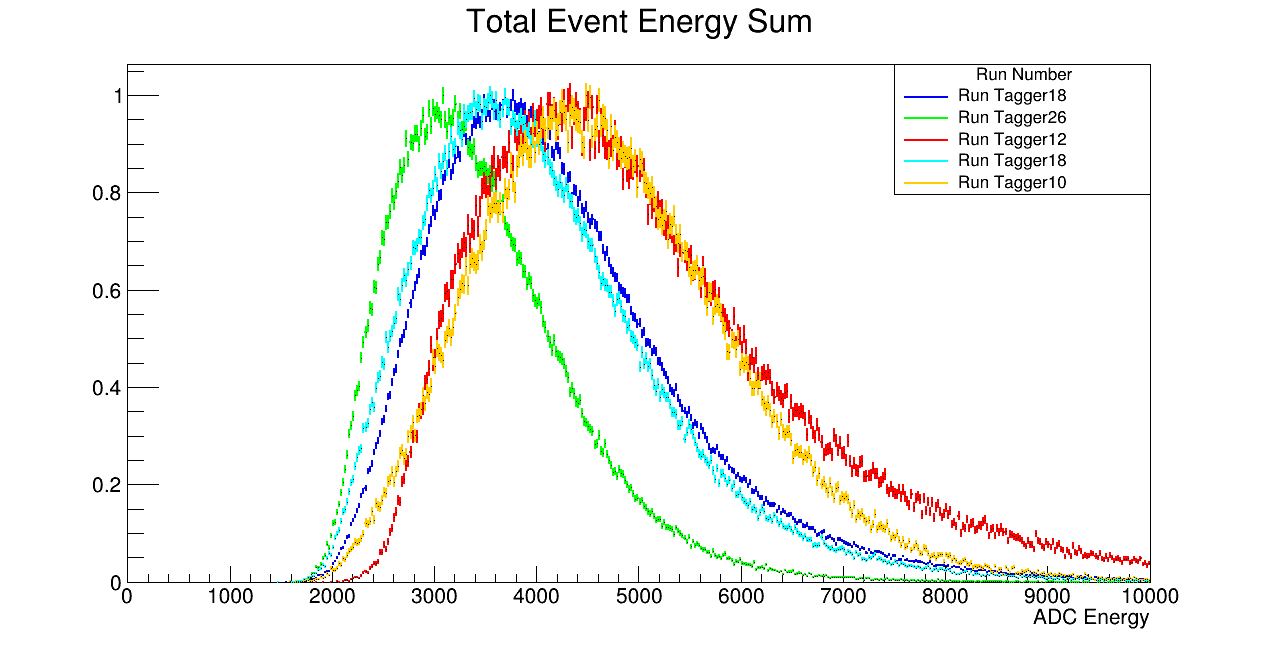 Total Event Energy Sum
Run Number
Run Tagger18
Run Tagger26
Run Tagger12
Run Tagger18
Run Tagger10
1
0.8
0.6
0.4
0.2
0
0 1000 2000 3000 4000 5000 6000 7000 8000 9000 10000
ADC Energy